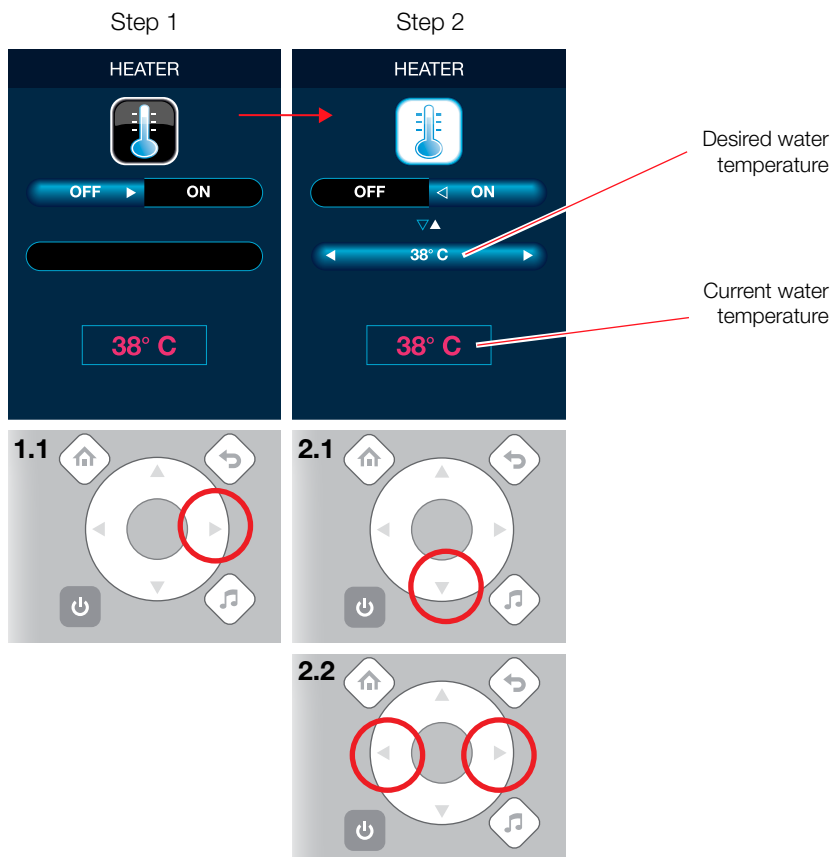 Step 1
Step 2
HEATER
HEATER
Desired water
temperature
OFF ON
OFF ON
38° C
Current water
temperature
38° C
38° C
1.1
2.1
2.2